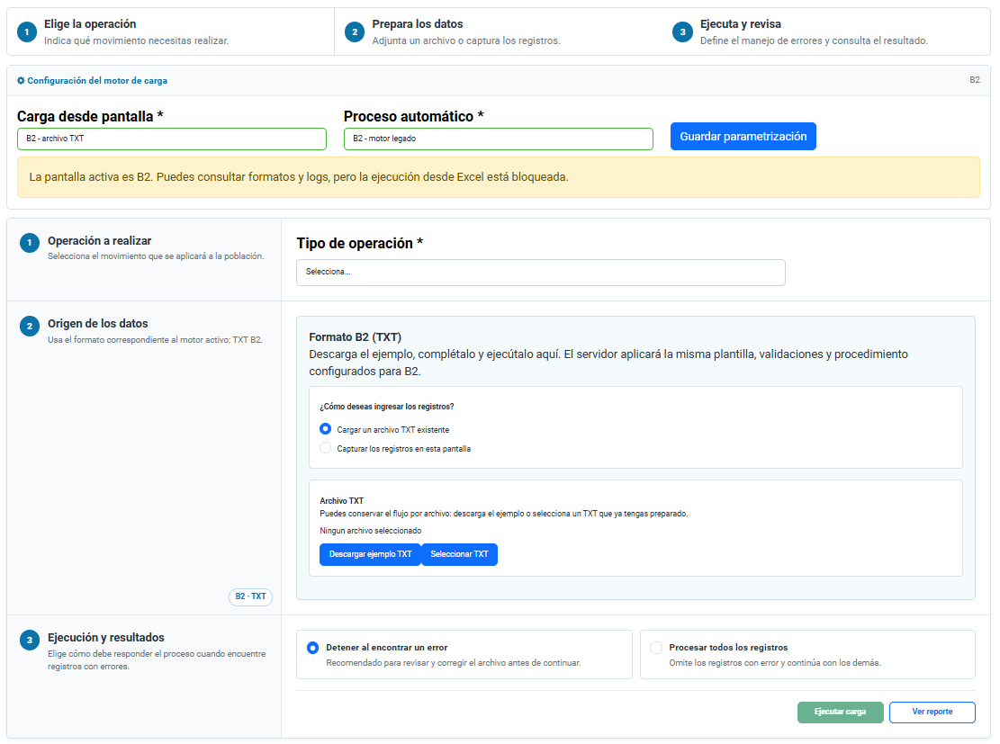 1
Elige la operación
Indica qué movimiento necesitas realizar.
2
Prepara los datos
Adjunta un archivo o captura los registros.
3
Ejecuta y revisa
Define el manejo de errores y consulta el resultado.
Configuración del motor de carga
B2
Carga desde pantalla *
B2 - archivo TXT
Proceso automático *
B2 - motor legado
Guardar parametrización
La pantalla activa es B2. Puedes consultar formatos y logs, pero la ejecución desde Excel está bloqueada.
1
Operación a realizar
Selecciona el movimiento que se aplicará a la población.
Tipo de operación *
Selecciona...
2
Origen de los datos
Usa el formato correspondiente al motor activo: TXT B2.
B2 · TXT
Formato B2 (TXT)
Descarga el ejemplo, complétalo y ejecútalo aquí. El servidor aplicará la misma plantilla, validaciones y procedimiento
configurados para B2.
¿Cómo deseas ingresar los registros?
Cargar un archivo TXT existente
Capturar los registros en esta pantalla
Archivo TXT
Puedes conservar el flujo por archivo: descarga el ejemplo o selecciona un TXT que ya tengas preparado.
Ningun archivo seleccionado
Descargar ejemplo TXT
Seleccionar TXT
3
Ejecución y resultados
Elige cómo debe responder el proceso cuando encuentre
registros con errores.
Detener al encontrar un error
Recomendado para revisar y corregir el archivo antes de continuar.
Procesar todos los registros
Omite los registros con error y continúa con los demás.
Ejecutar carga
Ver reporte